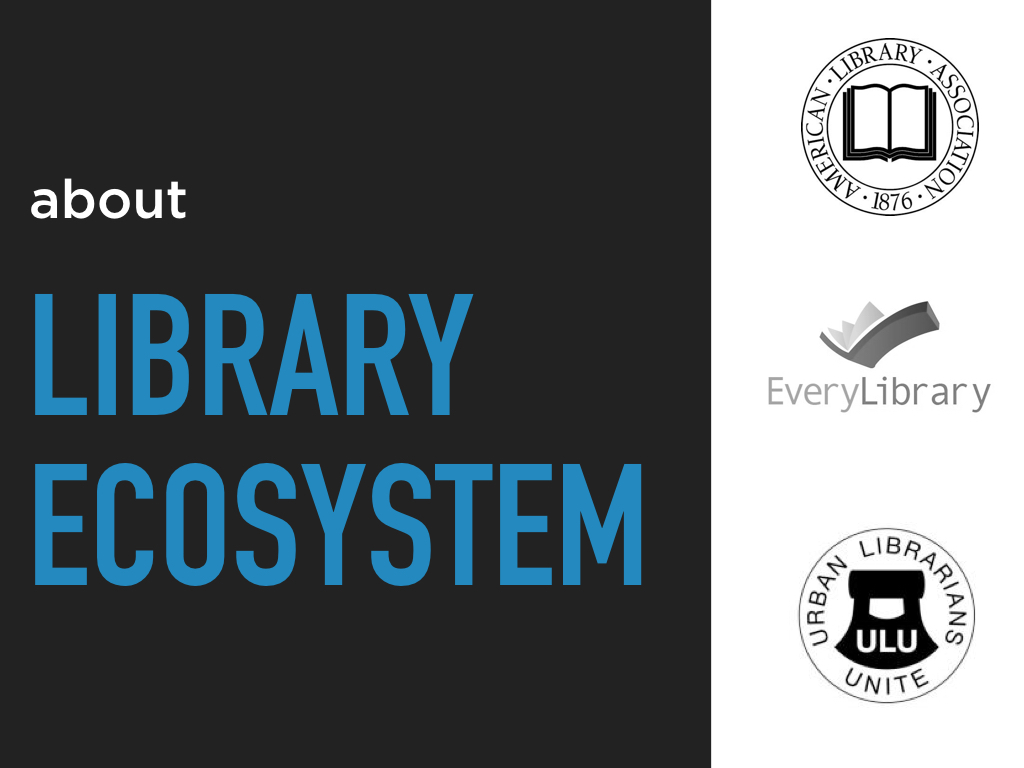 about
LIBRARY
ECOSYSTEM
AMERICAN · LIBRARY · ASSOCIATION · 1876 ·
EveryLibrary
URBAN LIBRARIANS
ULU
UNITE